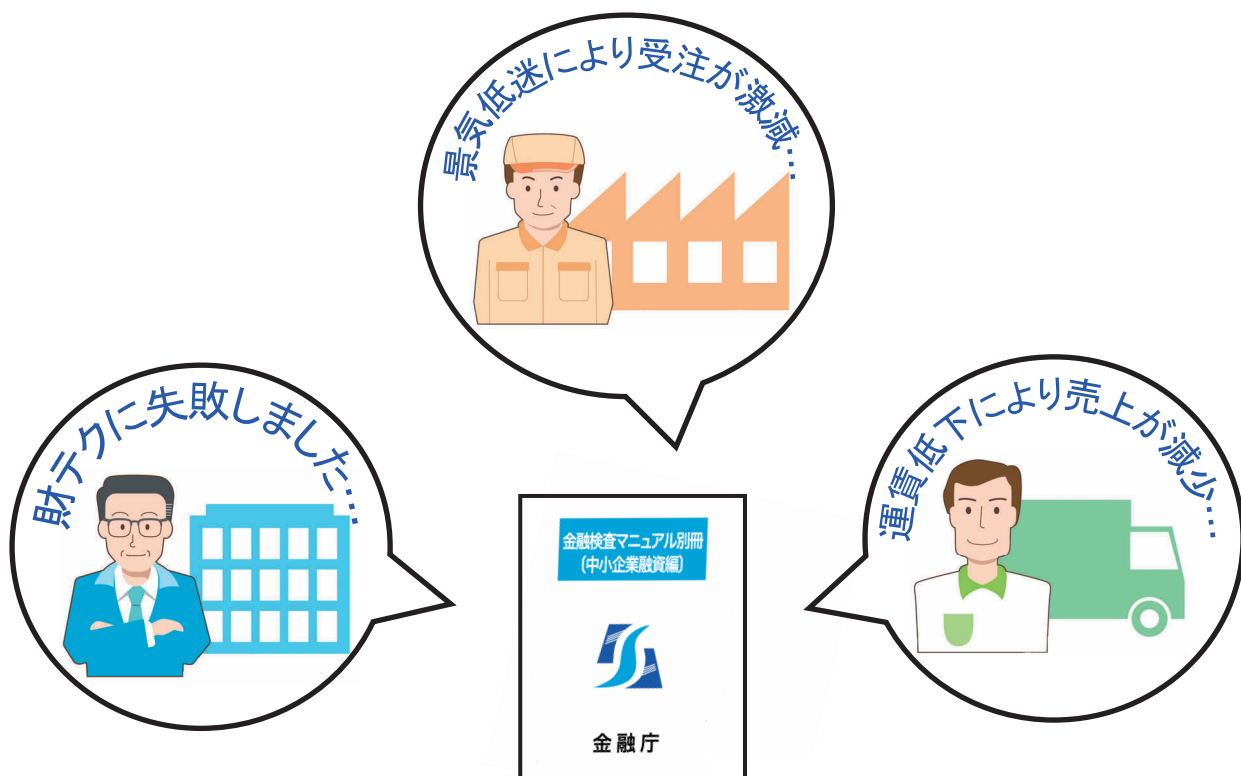 景気低迷により受注が激減…
財テクに失敗しました…
運賃低下により売上が減少…
金融検査マニュアル別冊
（中小企業融資編）
金融庁